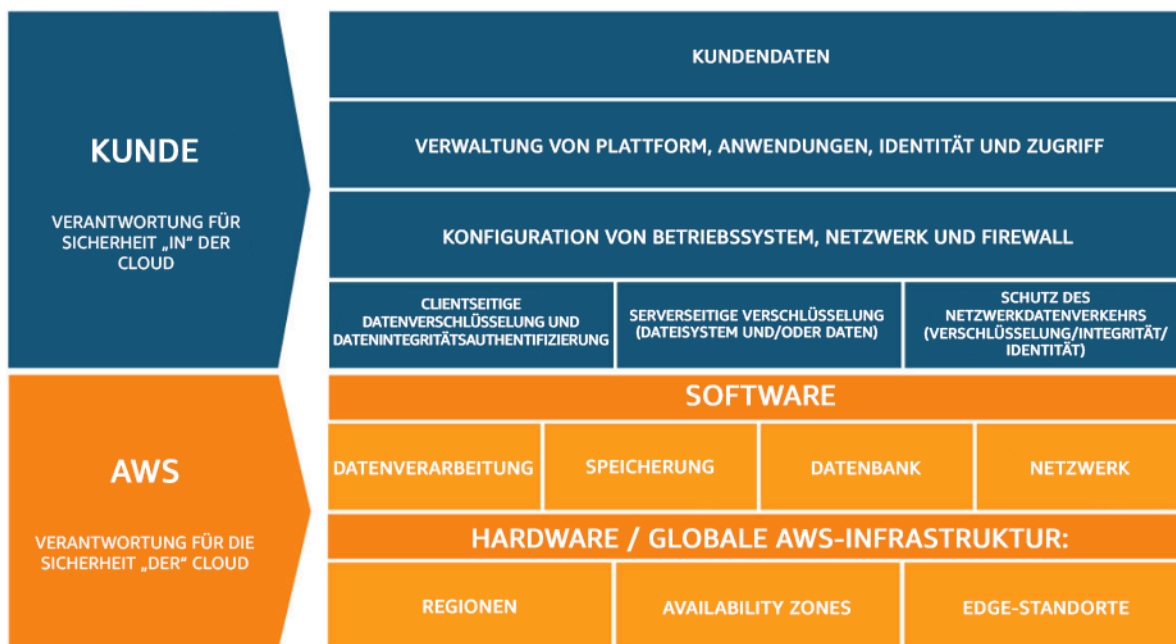 KUNDE
VERANTWORTUNG FÜR
SICHERHEIT „IN“ DER
CLOUD
KUNDENDATEN
VERWALTUNG VON PLATTFORM, ANWENDUNGEN, IDENTITÄT UND ZUGRIFF
KONFIGURATION VON BETRIEBSSYSTEM, NETZWERK UND FIREWALL
CLIENTSEITIGE
DATENVERSCHLÜSSELUNG UND
DATENINTEGRITÄTSAUTHENTIFIZIERUNG
SERVERSEITIGE VERSCHLÜSSELUNG
(DATEISYSTEM UND/ODER DATEN)
SCHUTZ DES
NETZWERKDATENVERKEHRS
(VERSCHLÜSSELUNG/INTEGRITÄT/
IDENTITÄT)
AWS
VERANTWORTUNG FÜR DIE
SICHERHEIT „DER“ CLOUD
SOFTWARE
DATENVERARBEITUNG
SPEICHERUNG
DATENBANK
NETZWERK
HARDWARE / GLOBALE AWS-INFRASTRUKTUR:
REGIONEN
AVAILABILITY ZONES
EDGE-STANDORTE